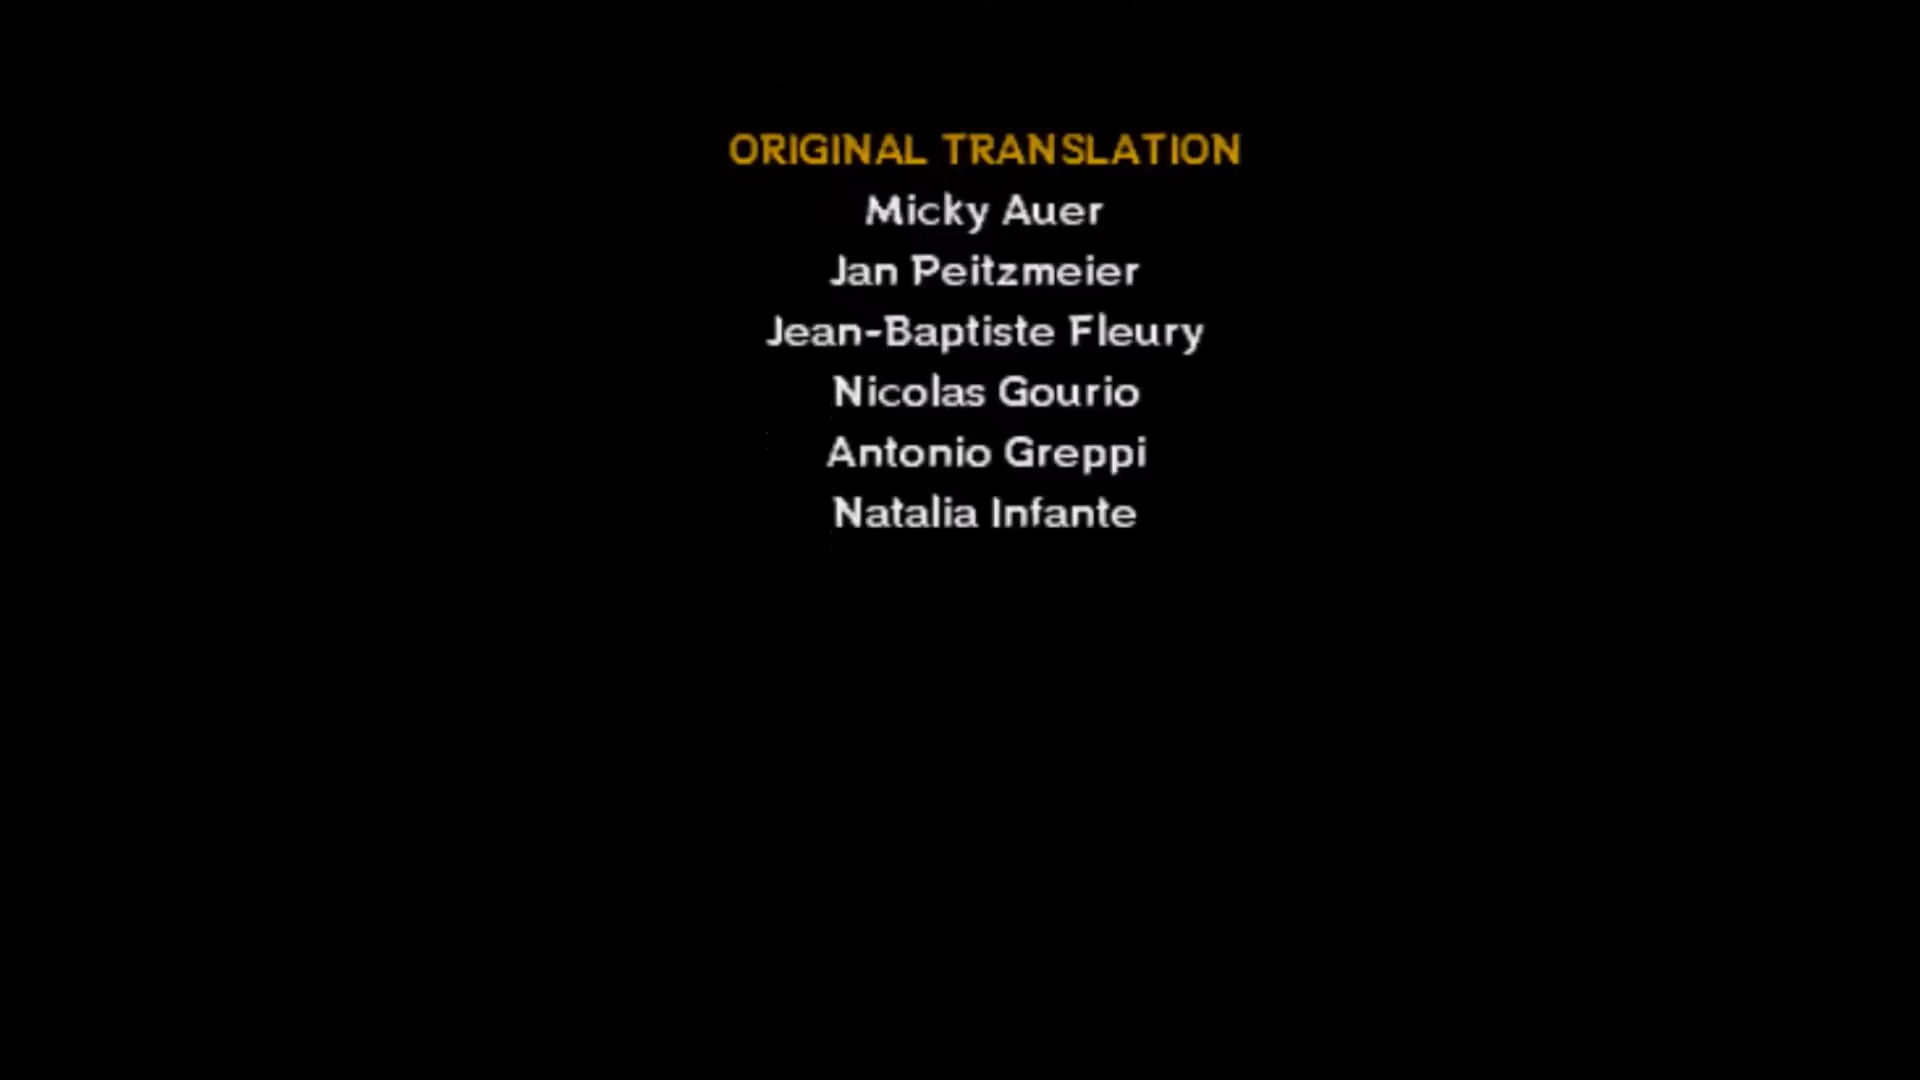 ORIGINAL TRANSLATION
Micky Auer
Jan Peitzmeier
Jean-Baptiste Fleury
Nicolas Gourio
Antonio Greppi
Natalia Infante